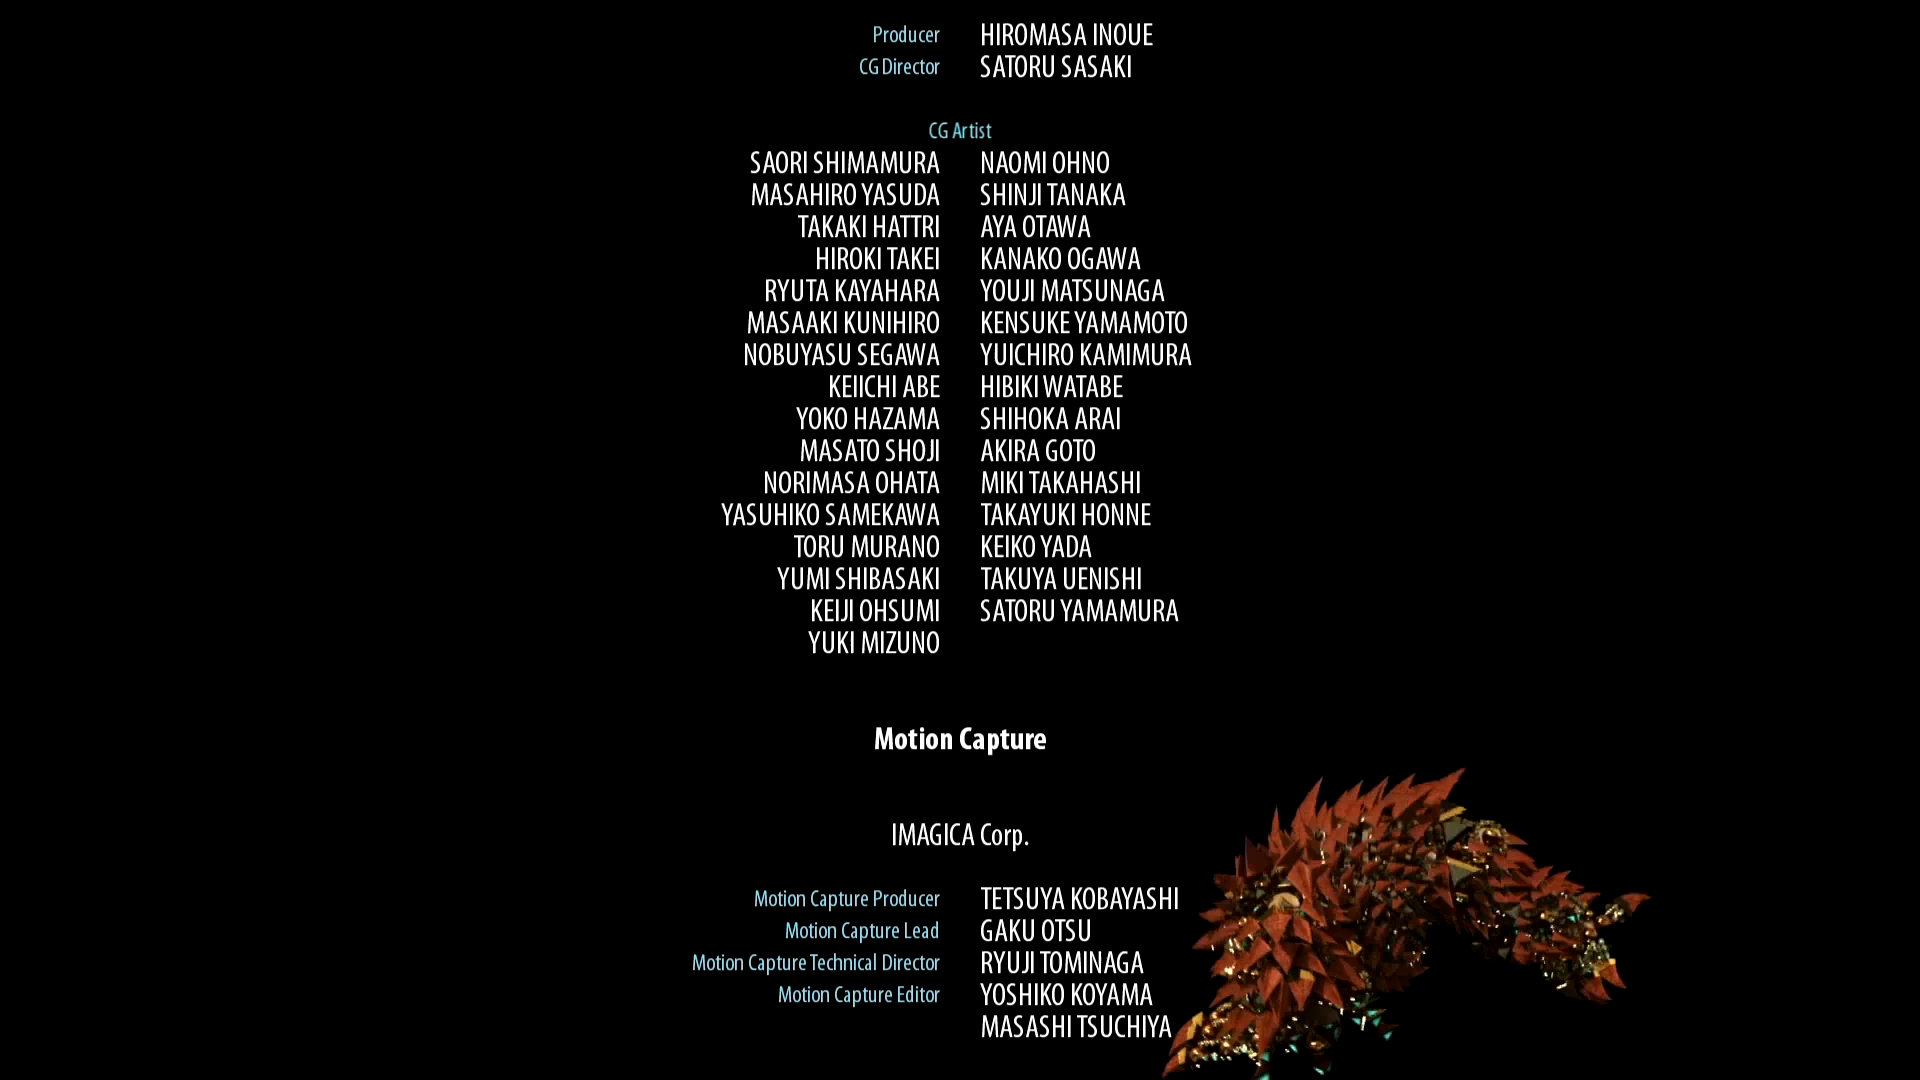 Producer HIROMASA INOUE
CG Director SATORU SASAKI
CG Artist
SAORI SHIMAMURA NAOMI OHNO
MASAHIRO YASUDA SHINJI TANAKA
TAKAKI HATTRI AYA OTAWA
HIROKI TAKEI KANAKO OGAWA
RYUTA KAYAHARA YOUJI MATSUNAGA
MASAAKI KUNIHIRO KENSUKE YAMAMOTO
NOBUYASU SEGAWA YUICHIRO KAMIMURA
KEIICHI ABE HIBIKI WATABE
YOKO HAZAMA SHIHOKA ARAI
MASATO SHOJI AKIRA GOTO
NORIMASA OHATA MIKI TAKAHASHI
YASUHIKO SAMEKAWA TAKAYUKI HONNE
TORU MURANO KEIKO YADA
YUMI SHIBASAKI TAKUYA UENISHI
KEIJI OHSUMI SATORU YAMAMURA
YUKI MIZUNO
Motion Capture
IMAGICA Corp.
Motion Capture Producer TETSUYA KOBAYASHI
Motion Capture Lead GAKU OTSU
Motion Capture Technical Director RYUJI TOMINAGA
Motion Capture Editor YOSHIKO KOYAMA
MASASHI TSUCHIYA